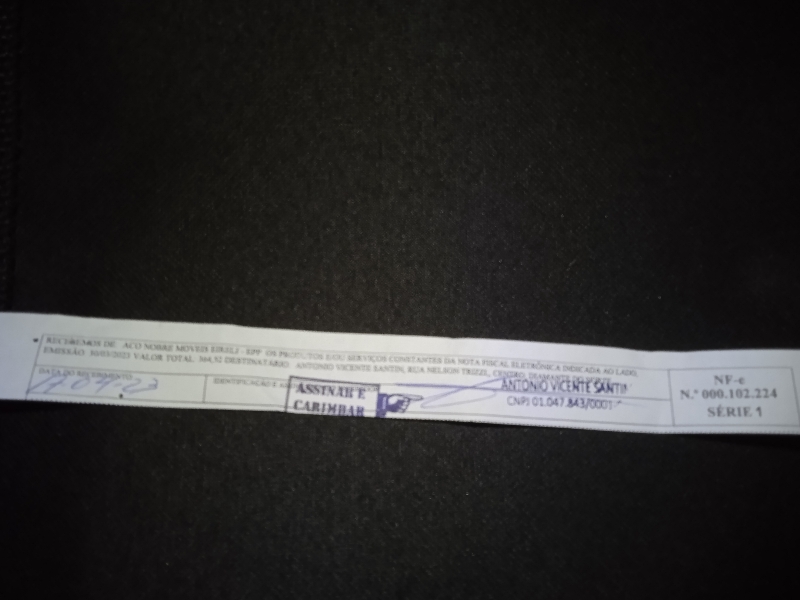 RECEBEMOS DE ACO NOBRE MOVEIS EIRELI - EPP OS PRODUTOS E/OU SERVIÇOS CONSTANTES DA NOTA FISCAL ELETRÔNICA INDICADA AO LADO.
EMISSÃO 30/03/2023 VALOR TOTAL 364,52 DESTINATÁRIO: ANTONIO VICENTE SANTIN, RUA NELSON TRIZZI, CENTRO, DIAMANTE
DATA DO RECEBIMENTO
IDENTIFICAÇÃO E
ASSINAR E
CARIMBAR
ANTONIO VICENTE SANTIN
CNPJ 01.047.843/0001
NF-e
N.º 000.102.224
SÉRIE 1